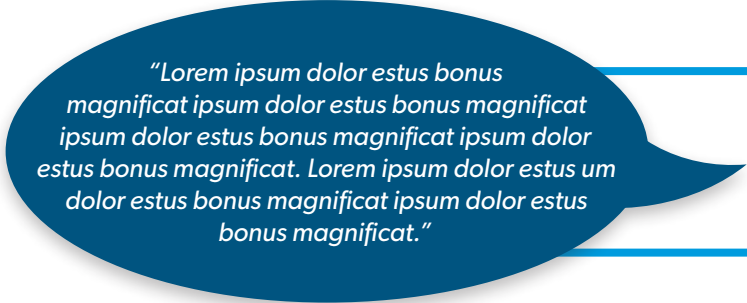 “Lorem ipsum dolor estus bonus
magnificat ipsum dolor estus bonus magnificat
ipsum dolor estus bonus magnificat ipsum dolor
estus bonus magnificat. Lorem ipsum dolor estus um
dolor estus bonus magnificat ipsum dolor estus
bonus magnificat.”